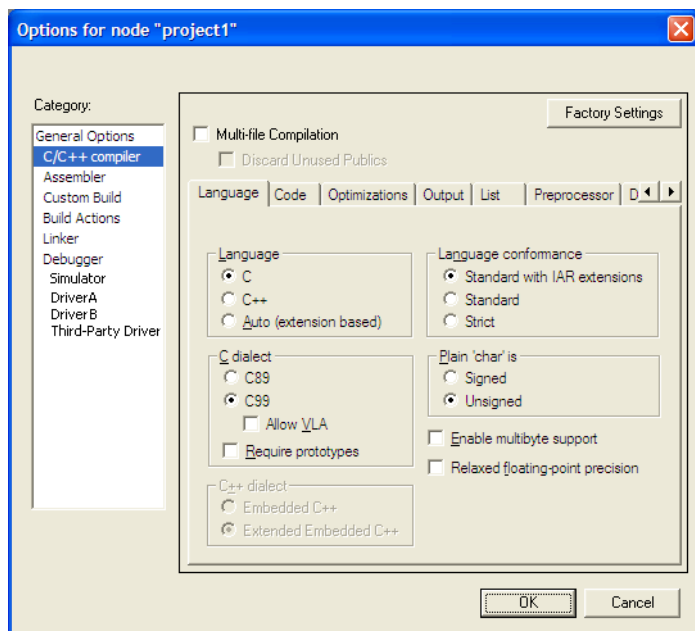 Options for node "project1"
Category:
Factory Settings
General Options
C/C++ compiler
Assembler
Custom Build
Build Actions
Linker
Debugger
Simulator
DriverA
DriverB
Third-Party Driver
Multi-file Compilation
Discard Unused Publics
Language Code Optimizations Output List Preprocessor D
Language
C
C++
Auto (extension based)
Language conformance
Standard with IAR extensions
Standard
Strict
C dialect
C89
C99
Allow VLA
Require prototypes
Plain 'char' is
Signed
Unsigned
Enable multibyte support
Relaxed floating-point precision
C++ dialect
Embedded C++
Extended Embedded C++
OK Cancel